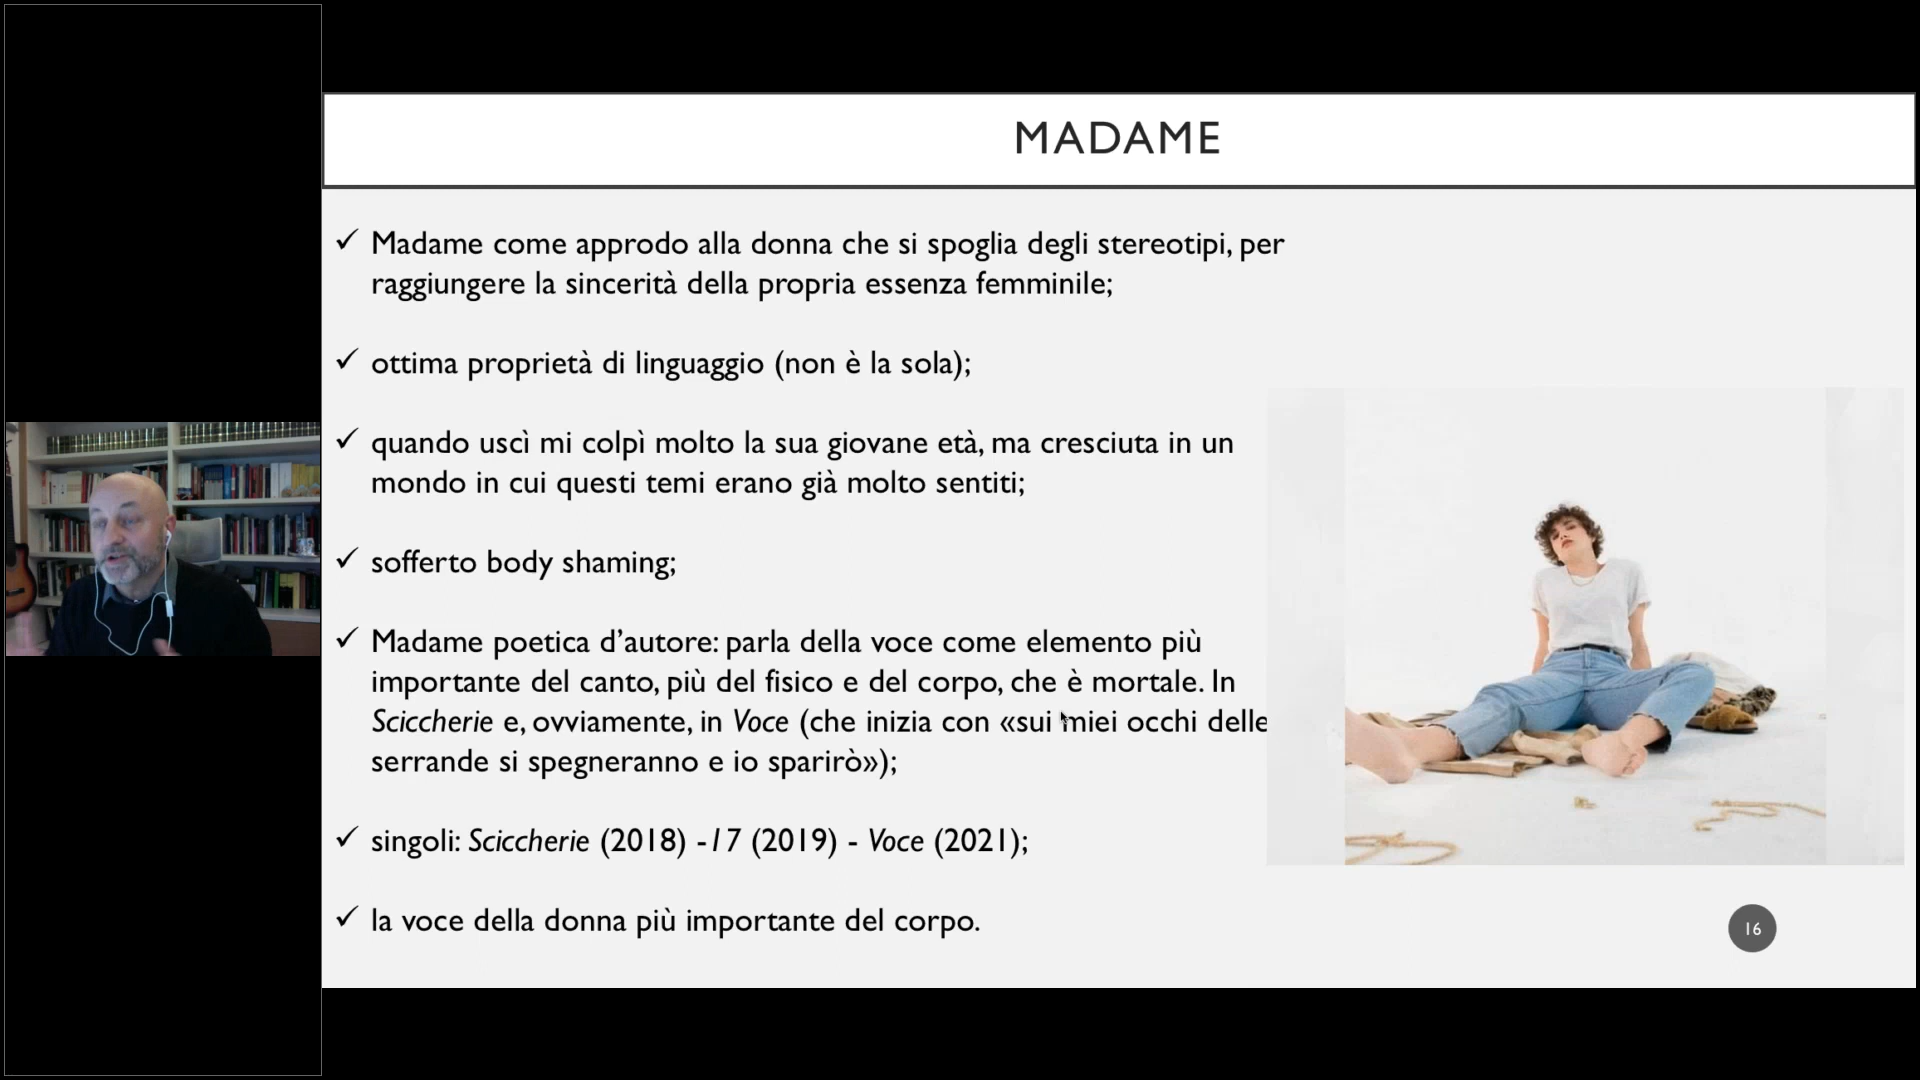 MADAME
✓ Madame come approdo alla donna che si spoglia degli stereotipi, per
raggiungere la sincerità della propria essenza femminile;
✓ ottima proprietà di linguaggio (non è la sola);
✓ quando uscì mi colpì molto la sua giovane età, ma cresciuta in un
mondo in cui questi temi erano già molto sentiti;
✓ sofferto body shaming;
✓ Madame poetica d’autore: parla della voce come elemento più
importante del canto, più del fisico e del corpo, che è mortale. In
Sciccherie e, ovviamente, in Voce (che inizia con «sui miei occhi delle
serrande si spegneranno e io sparirò»);
✓ singoli: Sciccherie (2018) -17 (2019) - Voce (2021);
✓ la voce della donna più importante del corpo.
16